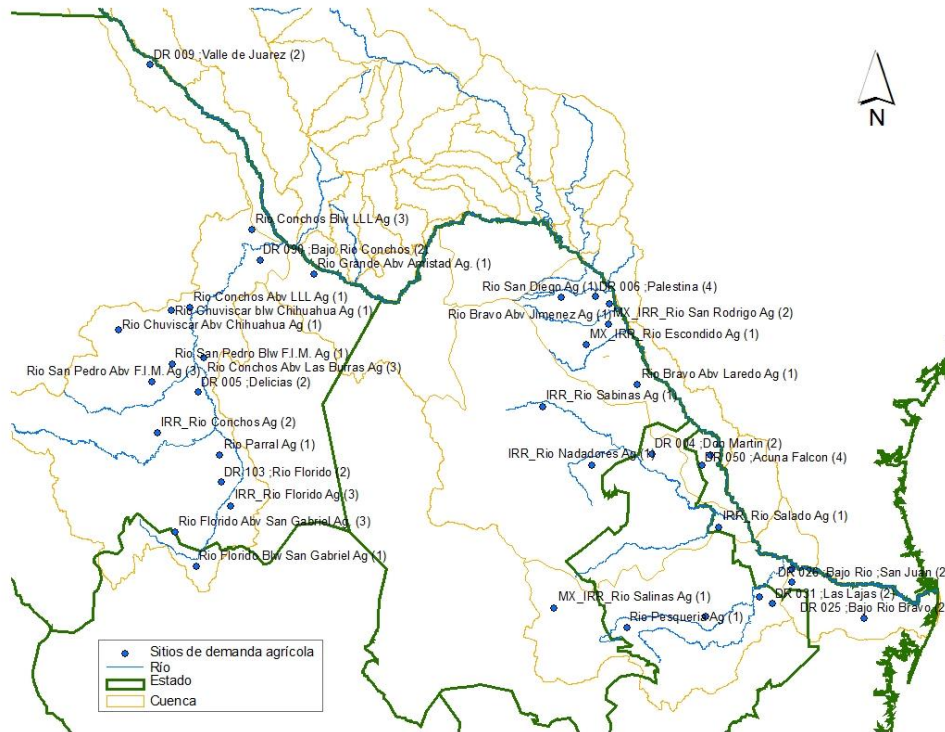 DR 009 ;Valle de Juarez (2)
N
Rio Conchos Blw LLL Ag (3)
DR 090 ;Bajo Rio Conchos (2)
Rio Grande Abv Amistad Ag. (1)
Rio San Diego Ag (1)
DR 006 ;Palestina (4)
Rio Conchos Abv LLL Ag (1)
Rio Chuviscar blw Chihuahua Ag (1)
Rio Bravo Abv Jimenez Ag (1)
MX_IRR_Rio San Rodrigo Ag (2)
Rio Chuviscar Abv Chihuahua Ag (1)
MX_IRR_Rio Escondido Ag (1)
Rio San Pedro Blw F.I.M. Ag (1)
Rio San Pedro Abv F.I.M. Ag (3)
Rio Conchos Abv Las Burras Ag (3)
DR 005 ;Delicias (2)
Rio Bravo Abv Laredo Ag (1)
IRR_Rio Sabinas Ag (1)
IRR_Rio Conchos Ag (2)
Rio Parral Ag (1)
DR 004 ;Don Martin (2)
IRR_Rio Nadadores Ag (1)
DR 050 ;Acuna Falcon (4)
DR 103 ;Rio Florido (2)
IRR_Rio Florido Ag (3)
Rio Florido Abv San Gabriel Ag. (3)
IRR_Rio Salado Ag (1)
Rio Florido Blw San Gabriel Ag (1)
DR 026 ;Bajo Rio ;San Juan (2
MX_IRR_Rio Salinas Ag (1)
DR 031 ;Las Lajas (2)
DR 025 ;Bajo Rio Bravo (2
Rio Pesqueria Ag (1)
Sitios de demanda agrícola
Río
Estado
Cuenca